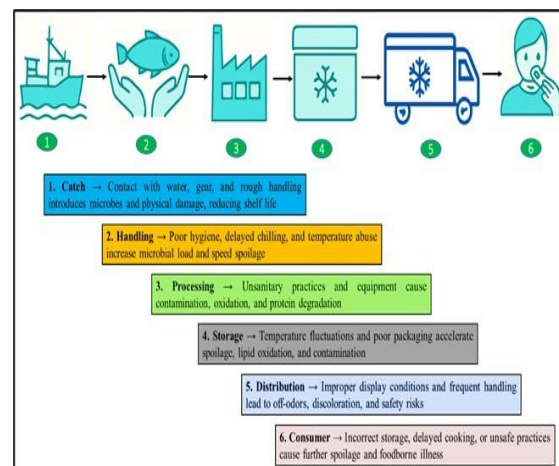 1
2
3
4
5
6
1. Catch → Contact with water, gear, and rough handling
introduces microbes and physical damage, reducing shelf life
2. Handling → Poor hygiene, delayed chilling, and temperature abuse
increase microbial load and speed spoilage
3. Processing → Unsanitary practices and equipment cause
contamination, oxidation, and protein degradation
4. Storage → Temperature fluctuations and poor packaging accelerate
spoilage, lipid oxidation, and contamination
5. Distribution → Improper display conditions and frequent handling
lead to off-odors, discoloration, and safety risks
6. Consumer → Incorrect storage, delayed cooking, or unsafe practices
cause further spoilage and foodborne illness